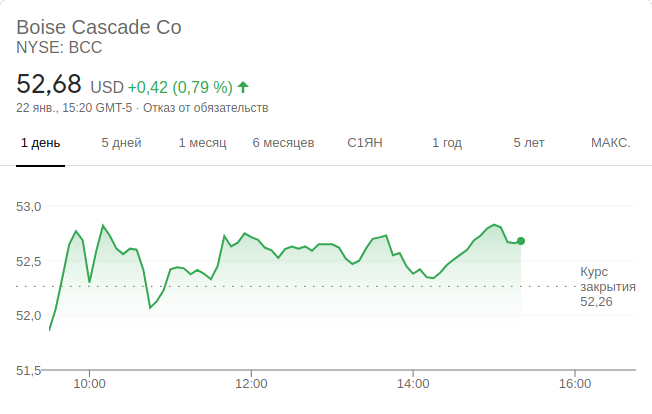 Boise Cascade Co
NYSE: BCC
52,68 USD +0,42 (0,79 %)
22 янв., 15:20 GMT-5 · Отказ от обязательств
1 день 5 дней 1 месяц 6 месяцев С1ЯН 1 год 5 лет МАКС.
53,0
52,5
Курс
закрытия
52,26
52,0
51,5
10:00 12:00 14:00 16:00